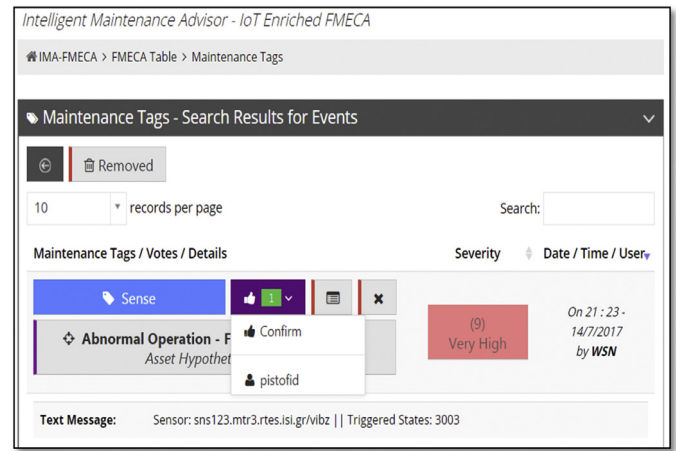 Intelligent Maintenance Advisor - IoT Enriched FMECA
IMA-FMECA > FMECA Table > Maintenance Tags
Maintenance Tags - Search Results for Events
Removed
10 records per page Search:
Maintenance Tags / Votes / Details Severity Date / Time / User
Sense 1
Confirm
pistofid
Abnormal Operation - F
Asset Hypothet
(9)
Very High
On 21 : 23 -
14/7/2017
by WSN
Text Message: Sensor: sns123.mtr3.rtes.isi.gr/vibz || Triggered States: 3003